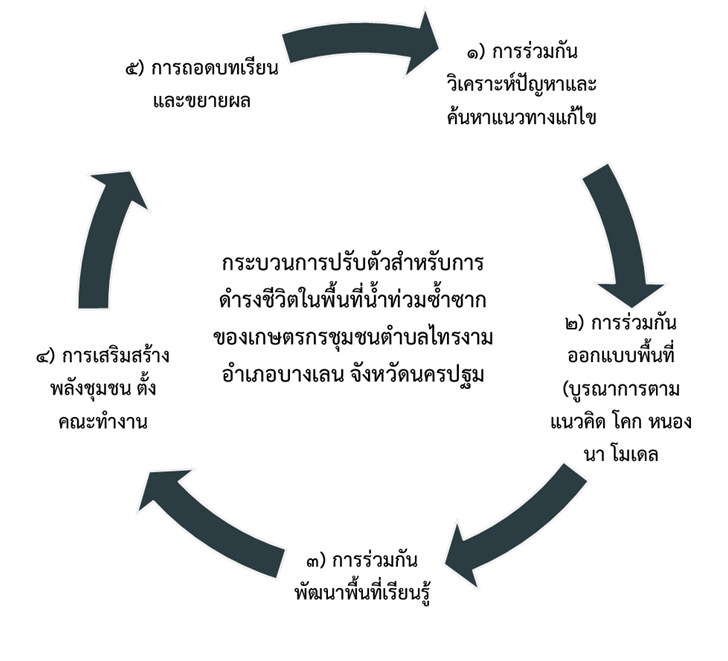 ๑) การร่วมกัน
วิเคราะห์ปัญหาและ
ค้นหาแนวทางแก้ไข
๒) การร่วมกัน
ออกแบบพื้นที่
(บูรณาการตาม
แนวคิด โคก หนอง
นา โมเดล
๓) การร่วมกัน
พัฒนาพื้นที่เรียนรู้
๔) การเสริมสร้าง
พลังชุมชน ตั้ง
คณะทำงาน
๕) การถอดบทเรียน
และขยายผล
กระบวนการปรับตัวสำหรับการ
ดำรงชีวิตในพื้นที่น้ำท่วมซ้ำซาก
ของเกษตรกรชุมชนตำบลไทรงาม
อำเภอบางเลน จังหวัดนครปฐม